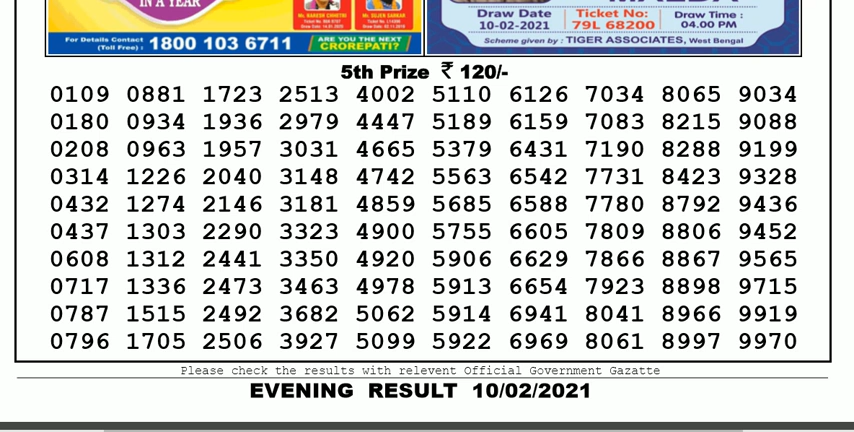 IN A YEAR
For Details Contact
(Toll Free) : 1800 103 6711
ARE YOU THE NEXT
CROREPATI?
Draw Date
10-02-2021
Ticket No:
79L 68200
Draw Time :
04.00 PM
Scheme given by : TIGER ASSOCIATES, West Bengal
5th Prize ₹ 120/-
0109 0881 1723 2513 4002 5110 6126 7034 8065 9034
0180 0934 1936 2979 4447 5189 6159 7083 8215 9088
0208 0963 1957 3031 4665 5379 6431 7190 8288 9199
0314 1226 2040 3148 4742 5563 6542 7731 8423 9328
0432 1274 2146 3181 4859 5685 6588 7780 8792 9436
0437 1303 2290 3323 4900 5755 6605 7809 8806 9452
0608 1312 2441 3350 4920 5906 6629 7866 8867 9565
0717 1336 2473 3463 4978 5913 6654 7923 8898 9715
0787 1515 2492 3682 5062 5914 6941 8041 8966 9919
0796 1705 2506 3927 5099 5922 6969 8061 8997 9970
Please check the results with relevent Official Government Gazatte
EVENING RESULT 10/02/2021